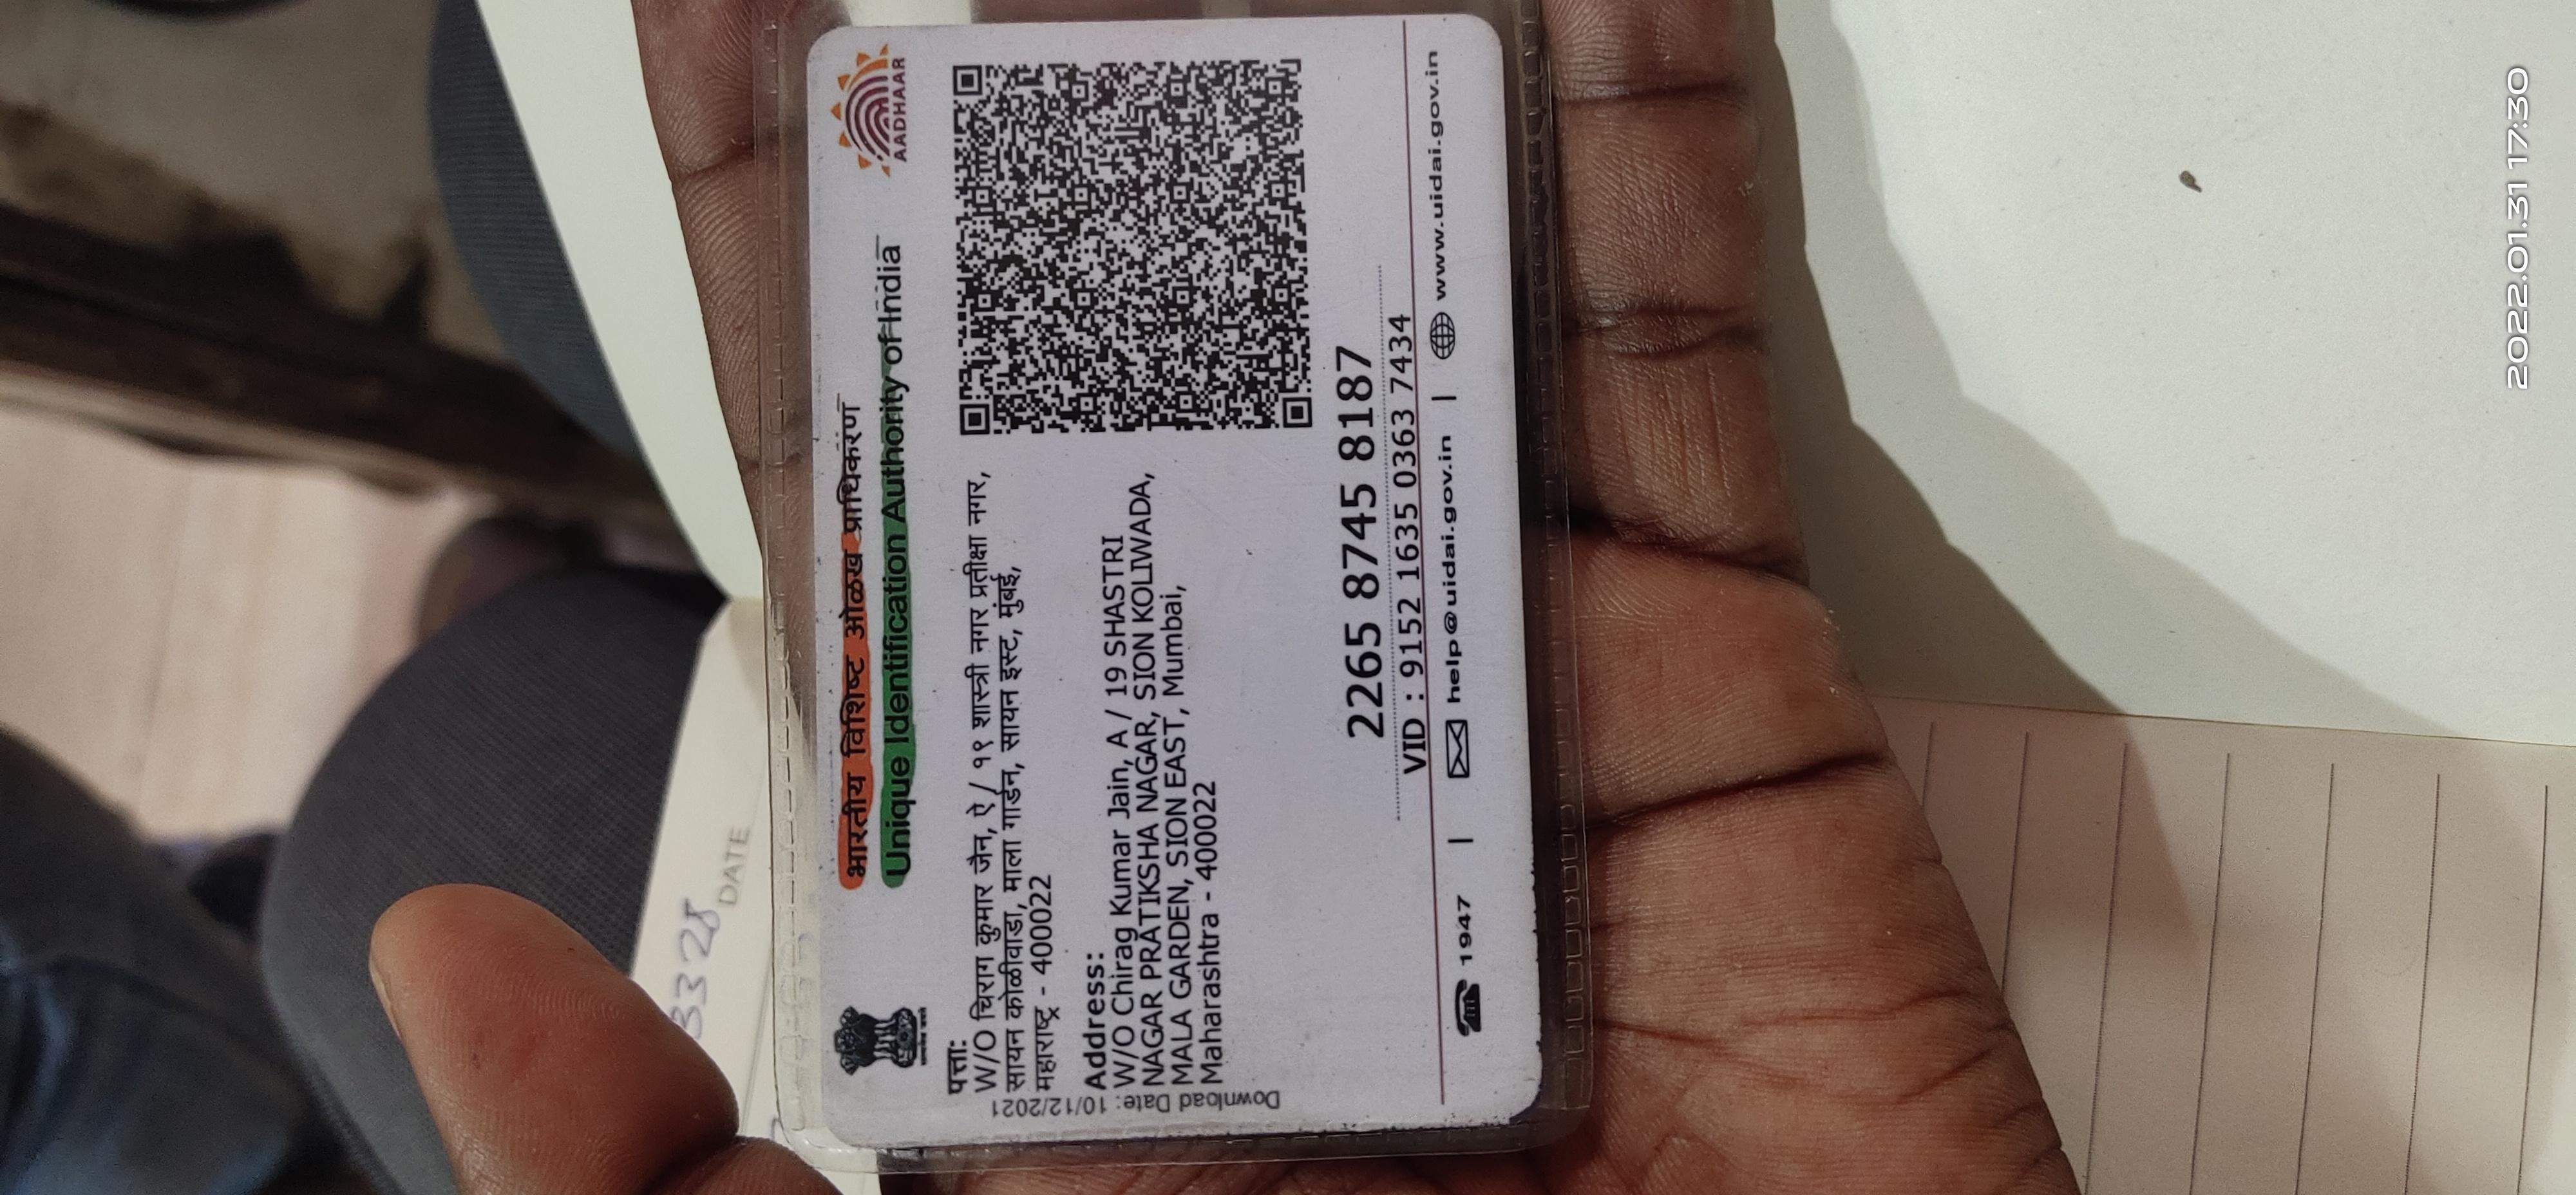 भारतीय विशिष्ट ओळख प्राधिकरण
Unique Identification Authority of India
AADHAAR
पत्ता:
W/O चिराग कुमार जैन, ऐ / १९ शास्त्री नगर प्रतीक्षा नगर,
सायन कोळीवाडा, माला गार्डन, सायन इस्ट, मुंबई,
महाराष्ट्र - 400022
Address:
W/O Chirag Kumar Jain, A / 19 SHASTRI
NAGAR PRATIKSHA NAGAR, SION KOLIWADA,
MALA GARDEN, SION EAST, Mumbai,
Maharashtra - 400022
Download Date: 10/12/2021
2265 8745 8187
VID : 9152 1635 0363 7434
1947 | help@uidai.gov.in | www.uidai.gov.in
3328
DATE
2022.01.31 17:30